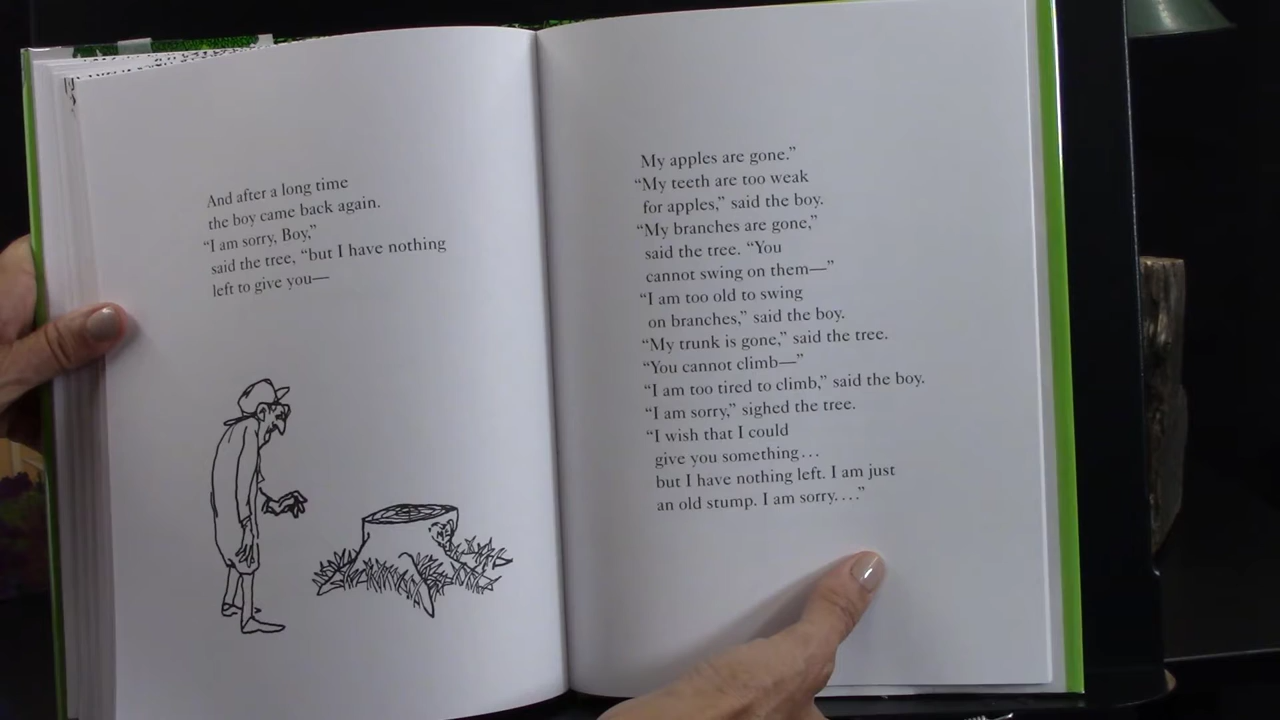 And after a long time
the boy came back again.
“I am sorry, Boy,”
said the tree, “but I have nothing
left to give you—
My apples are gone.”
“My teeth are too weak
for apples,” said the boy.
“My branches are gone,”
said the tree. “You
cannot swing on them—”
“I am too old to swing
on branches,” said the boy.
“My trunk is gone,” said the tree.
“You cannot climb—”
“I am too tired to climb,” said the boy.
“I am sorry,” sighed the tree.
“I wish that I could
give you something...
but I have nothing left. I am just
an old stump. I am sorry....”